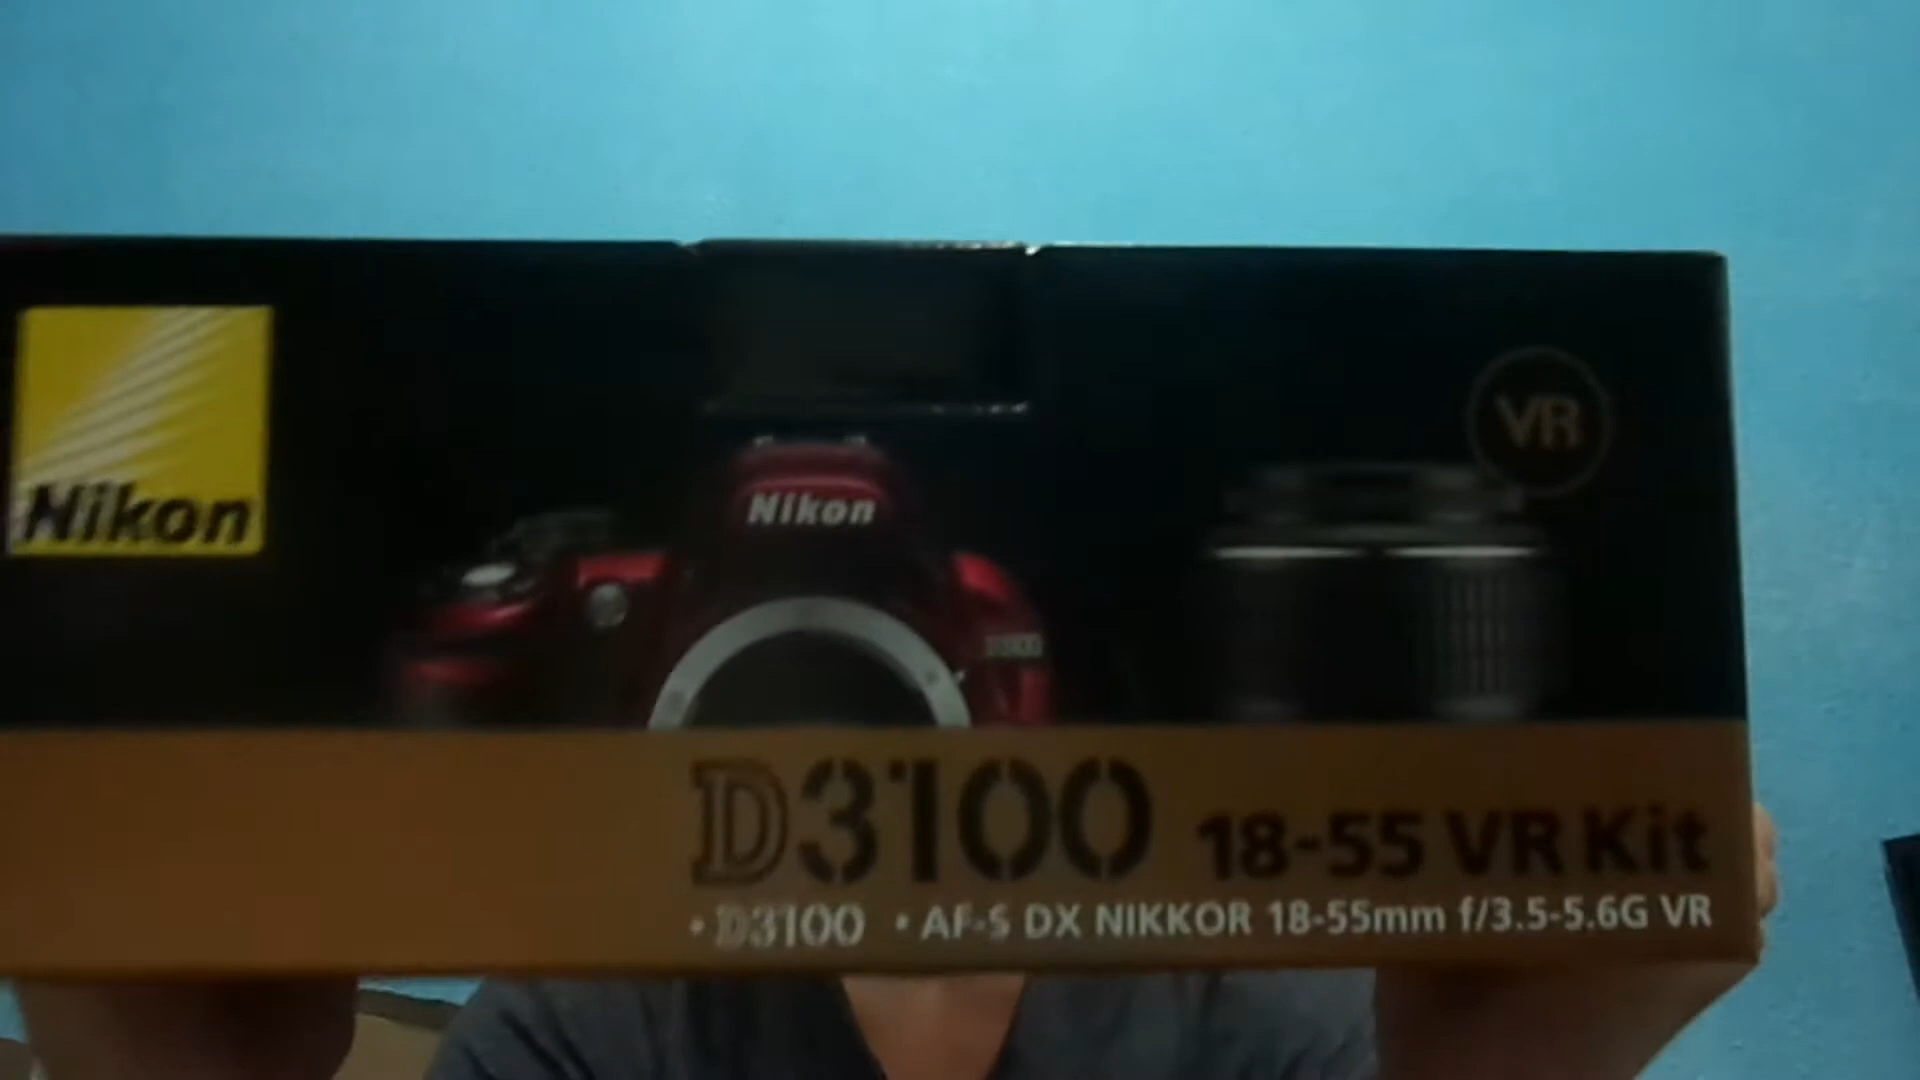 Nikon
VR
Nikon
D3100 18-55 VR Kit
• D3100 • AF-S DX NIKKOR 18-55mm f/3.5-5.6G VR